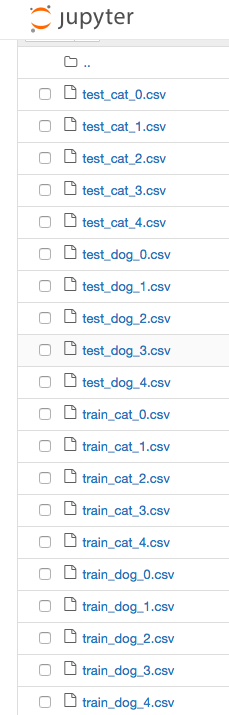 jupyter
..
test_cat_0.csv
test_cat_1.csv
test_cat_2.csv
test_cat_3.csv
test_cat_4.csv
test_dog_0.csv
test_dog_1.csv
test_dog_2.csv
test_dog_3.csv
test_dog_4.csv
train_cat_0.csv
train_cat_1.csv
train_cat_2.csv
train_cat_3.csv
train_cat_4.csv
train_dog_0.csv
train_dog_1.csv
train_dog_2.csv
train_dog_3.csv
train_dog_4.csv